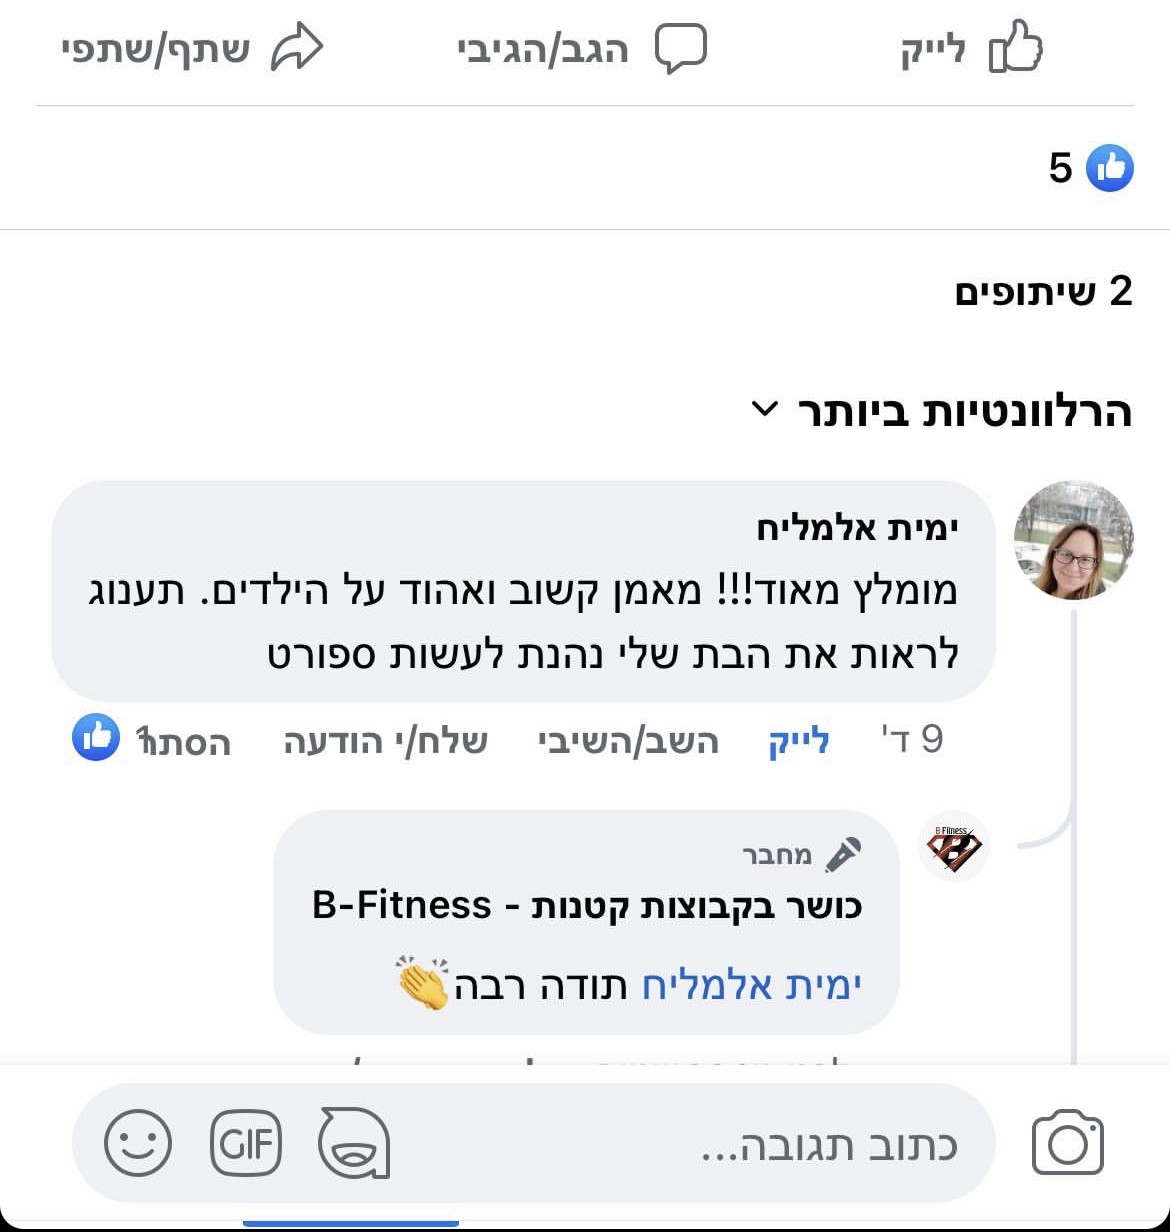 לייק
הגב/הגיבי
שתף/שתפי
5
2 שיתופים
הרלוונטיות ביותר
ימית אלמליח
מומלץ מאוד!!! מאמן קשוב ואהוד על הילדים. תענוג
לראות את הבת שלי נהנת לעשות ספורט
9 ד' לייק השב/השיבי שלח/י הודעה הסתר 1
B Fitness
מחבר
כושר בקבוצות קטנות - B-Fitness
ימית אלמליח תודה רבה👏
כתוב תגובה...
GIF